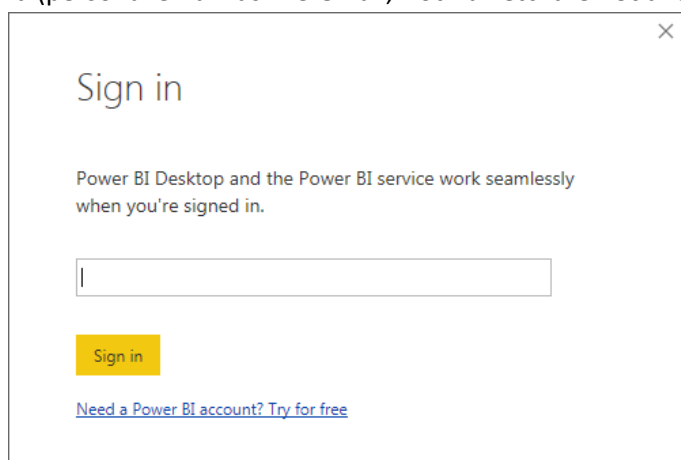 Sign in
Power BI Desktop and the Power BI service work seamlessly
when you're signed in.
Sign in
Need a Power BI account? Try for free